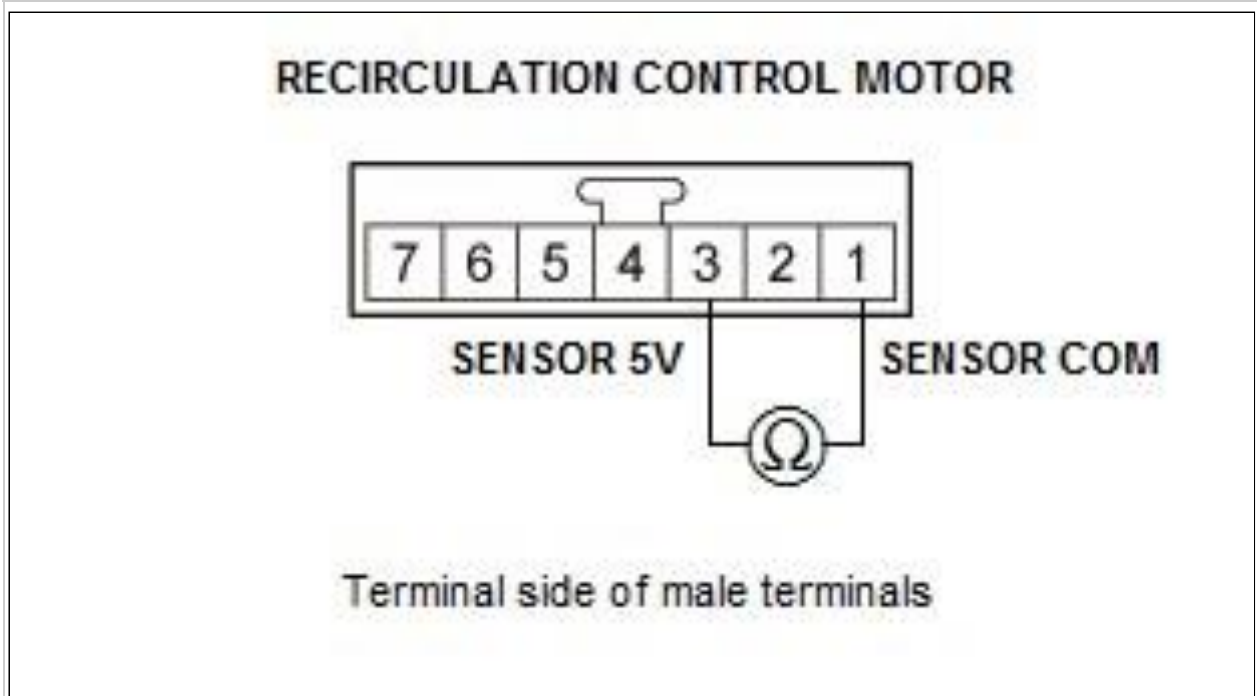 RECIRCULATION CONTROL MOTOR
7 6 5 4 3 2 1
SENSOR 5V SENSOR COM
Ω
Terminal side of male terminals